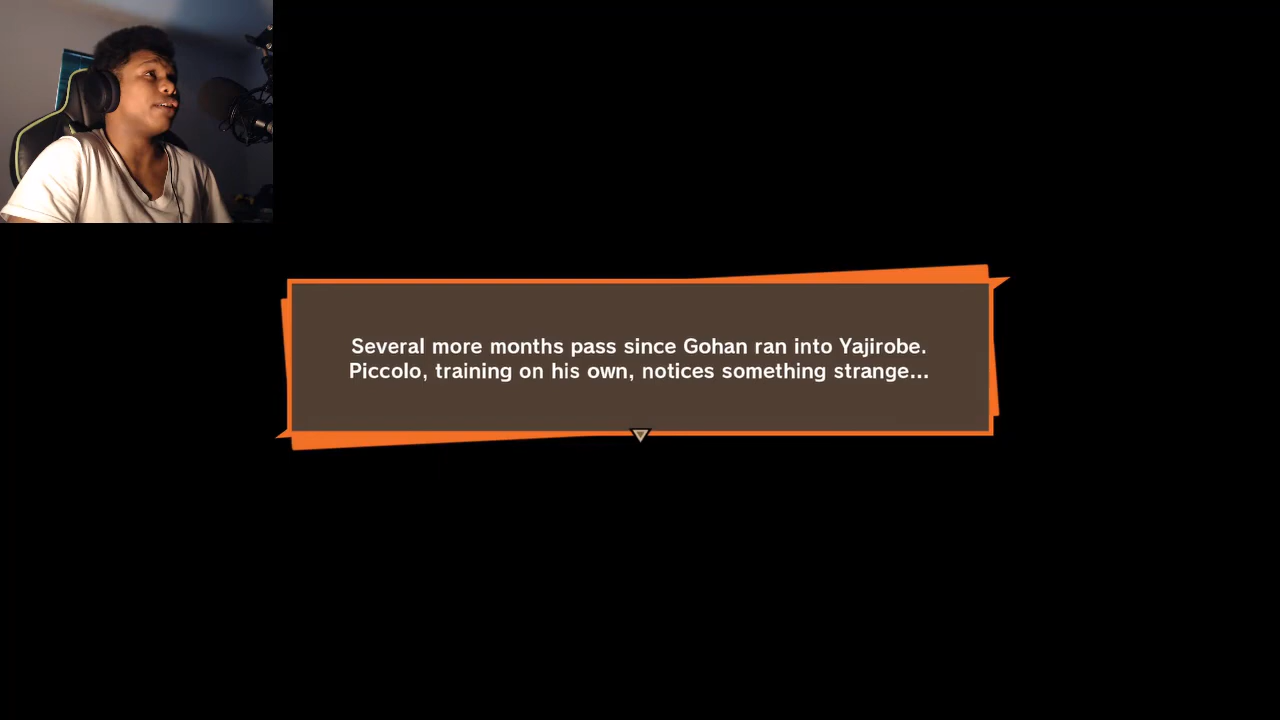 Several more months pass since Gohan ran into Yajirobe.
Piccolo, training on his own, notices something strange...